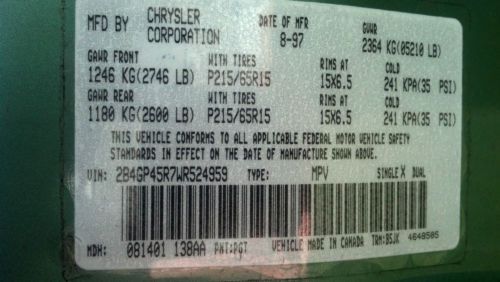 MFD BY CHRYSLER CORPORATION DATE OF MFR 8-97 GVWR 2364 KG(05210 LB)
GAWR FRONT WITH TIRES RIMS AT COLD
1246 KG(2746 LB) P215/65R15 15X6.5 241 KPA(35 PSI)
GAWR REAR WITH TIRES RIMS AT COLD
1180 KG(2600 LB) P215/65R15 15X6.5 241 KPA(35 PSI)
THIS VEHICLE CONFORMS TO ALL APPLICABLE FEDERAL MOTOR VEHICLE SAFETY
STANDARDS IN EFFECT ON THE DATE OF MANUFACTURE SHOWN ABOVE.
VIN: 2B4GP45R7WR524959 TYPE: MPV SINGLE X DUAL
MDH: 081401 138AA PNT:PGT VEHICLE MADE IN CANADA TRM:BSJK 4648505